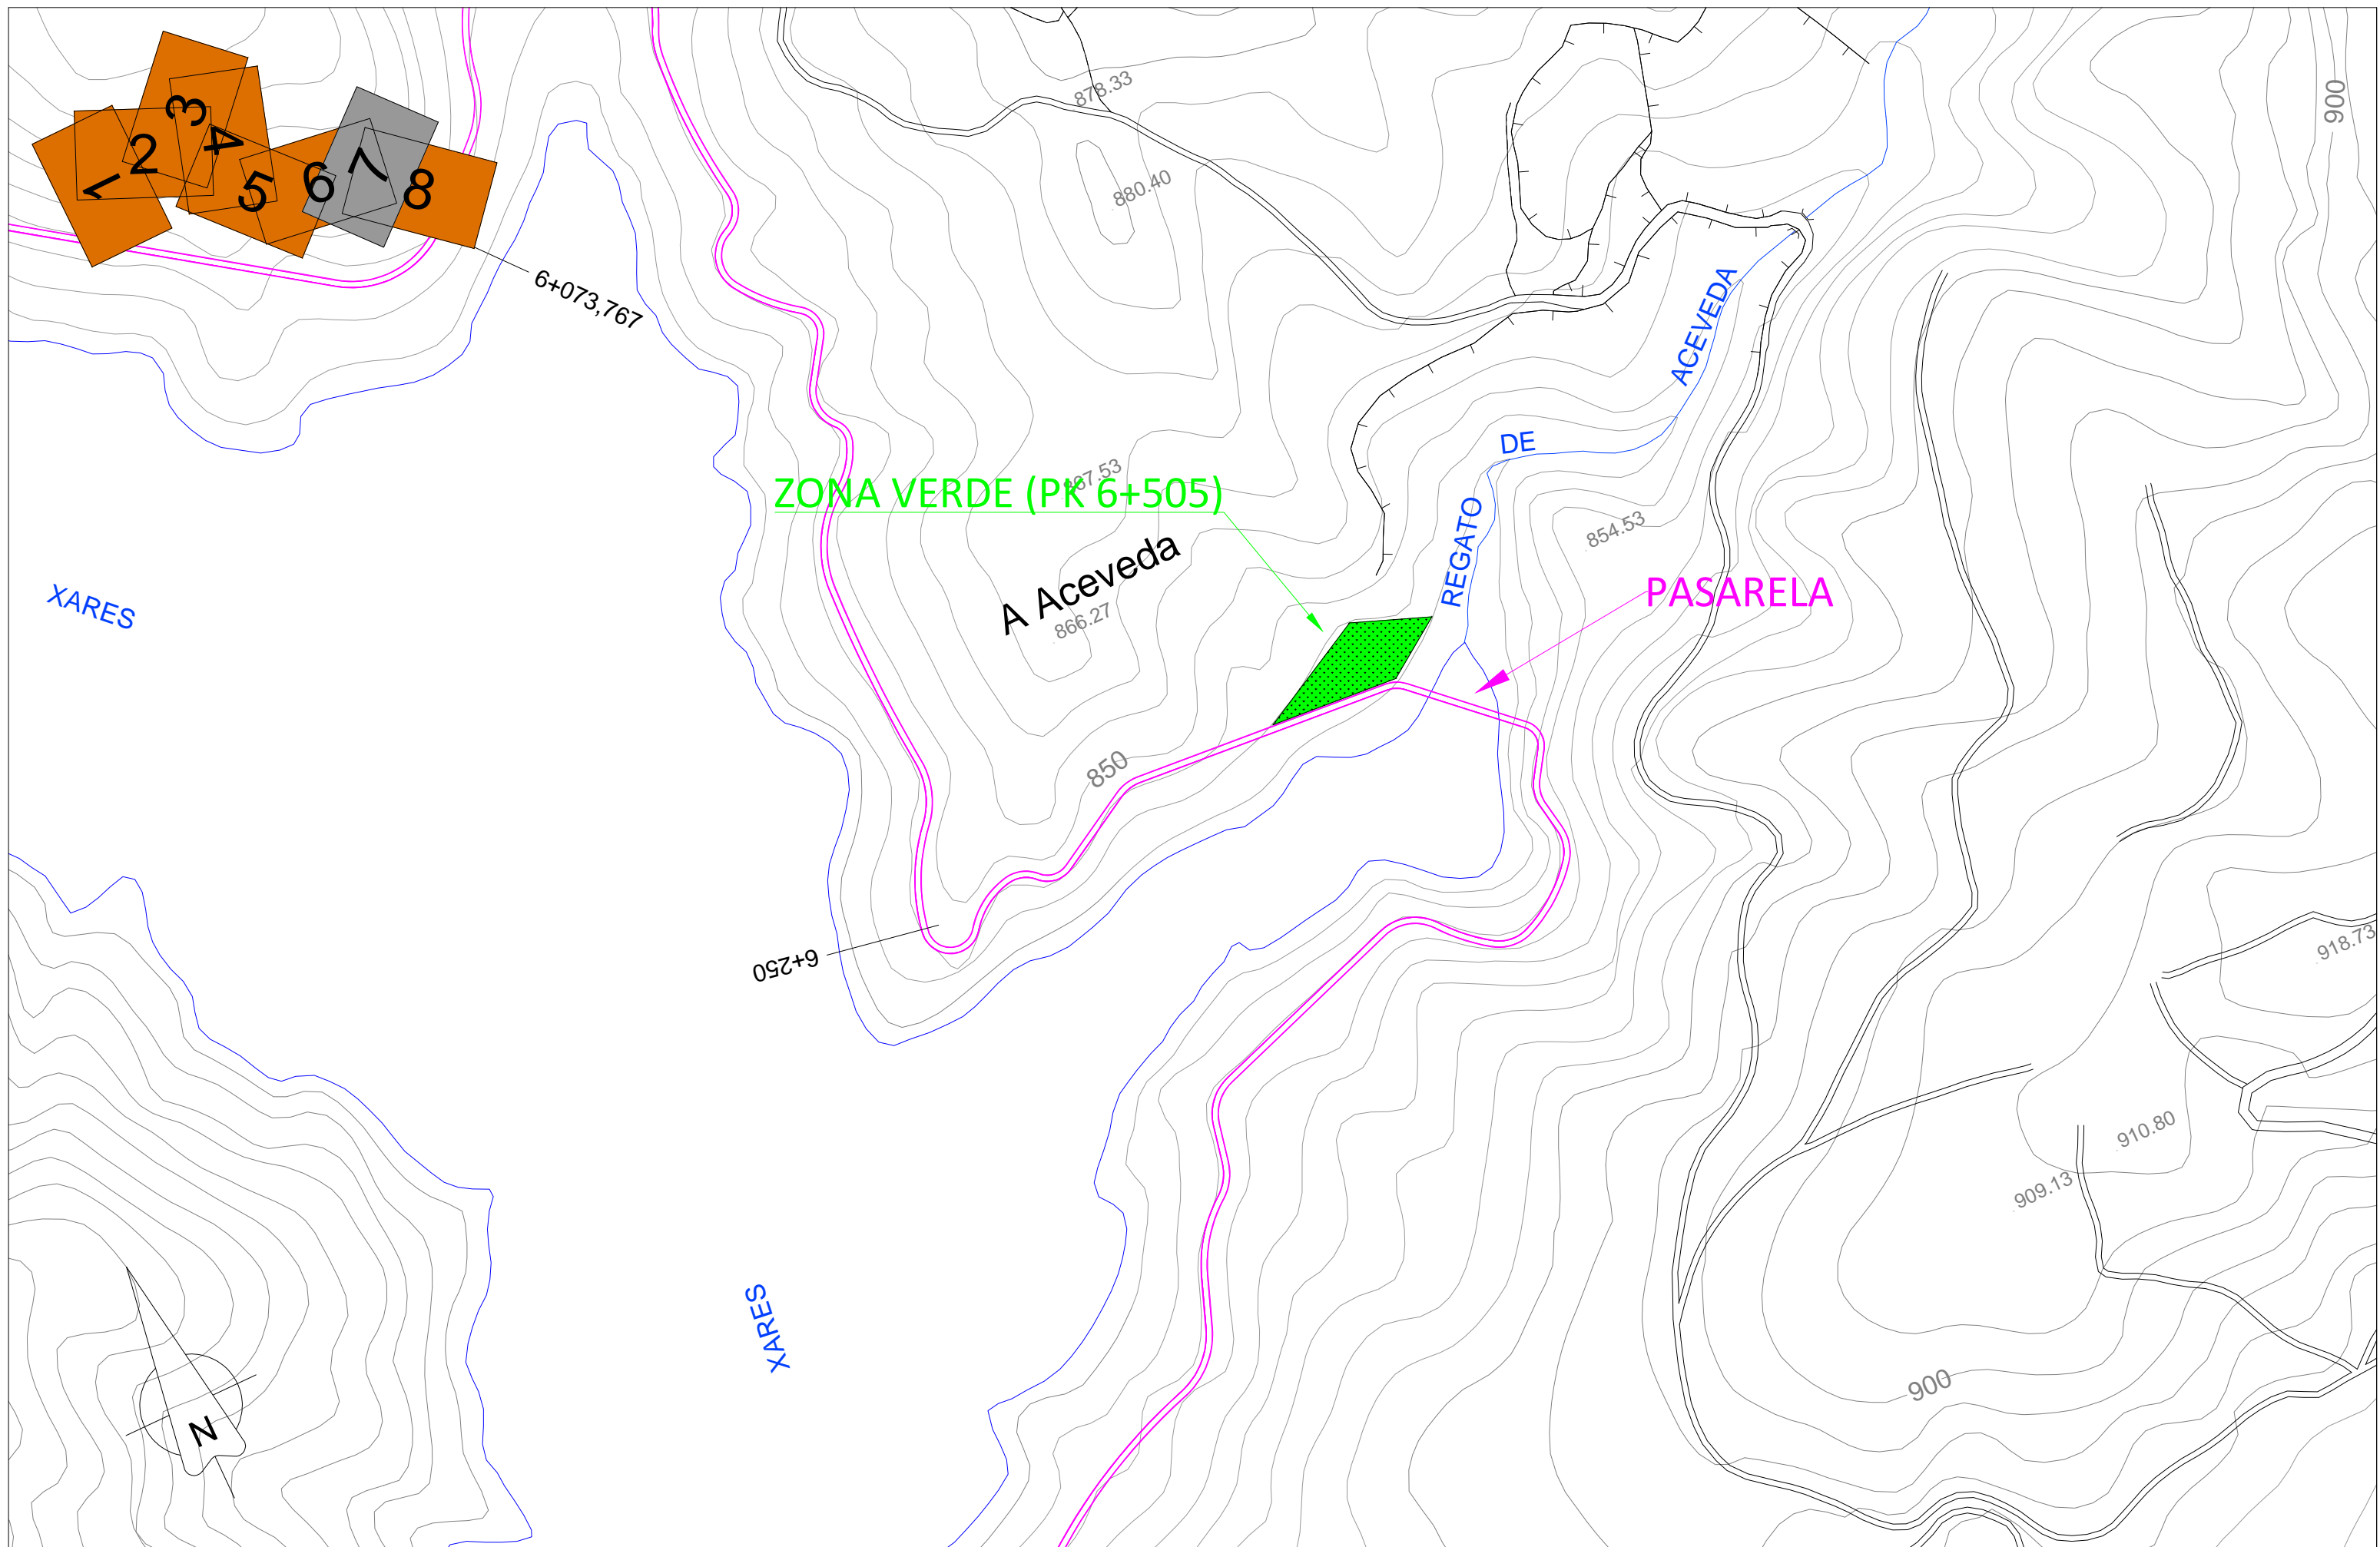 1
2
3
4
5
6
7
8
6+073,767
878.33
880.40
900
ACEVEDA
DE
REGATO
867.53
ZONA VERDE (PK 6+505)
854.53
A Aceveda
866.27
PASARELA
XARES
850
6+250
918.73
910.80
909.13
XARES
900
N